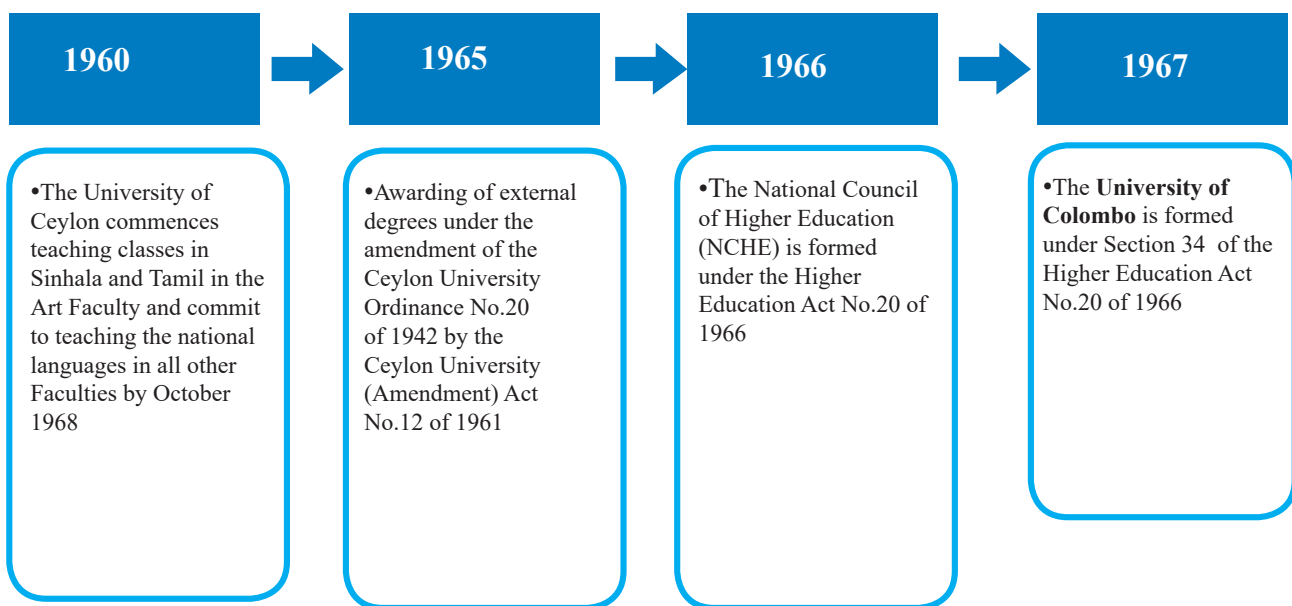 1960
1965
1966
1967
•The University of
Ceylon commences
teaching classes in
Sinhala and Tamil in the
Art Faculty and commit
to teaching the national
languages in all other
Faculties by October
1968
•Awarding of external
degrees under the
amendment of the
Ceylon University
Ordinance No.20
of 1942 by the
Ceylon University
(Amendment) Act
No.12 of 1961
•The National Council
of Higher Education
(NCHE) is formed
under the Higher
Education Act No.20 of
1966
•The University of
Colombo is formed
under Section 34 of the
Higher Education Act
No.20 of 1966